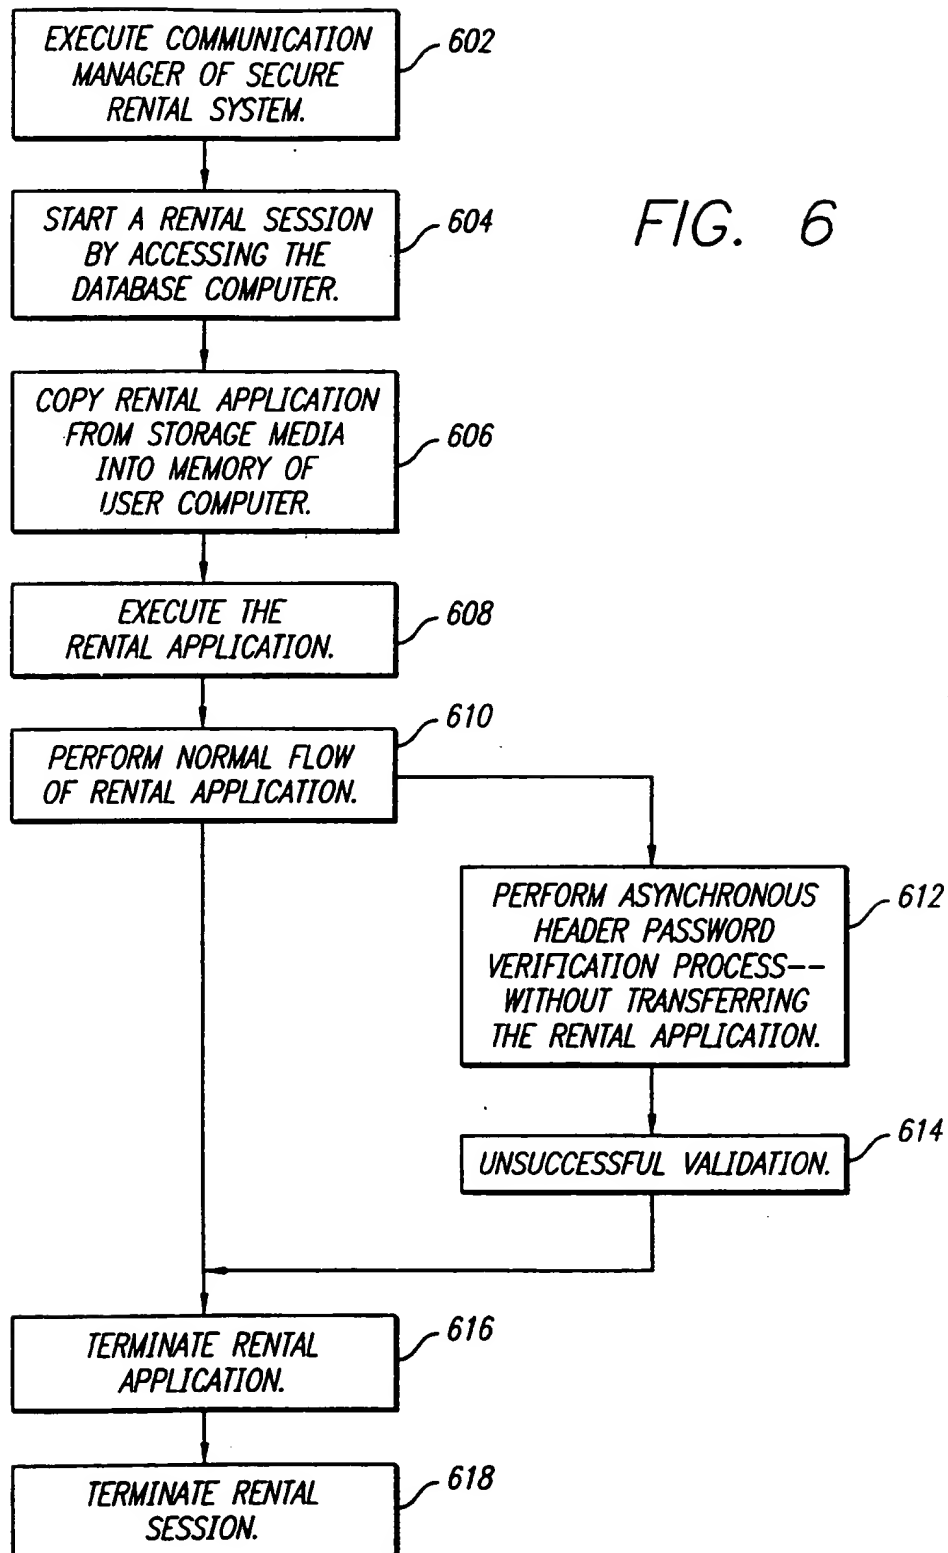 EXECUTE COMMUNICATION
MANAGER OF SECURE
RENTAL SYSTEM.
602
START A RENTAL SESSION
BY ACCESSING THE
DATABASE COMPUTER.
604
FIG. 6
COPY RENTAL APPLICATION
FROM STORAGE MEDIA
INTO MEMORY OF
USER COMPUTER.
606
EXECUTE THE
RENTAL APPLICATION.
608
PERFORM NORMAL FLOW
OF RENTAL APPLICATION.
610
PERFORM ASYNCHRONOUS
HEADER PASSWORD
VERIFICATION PROCESS--
WITHOUT TRANSFERRING
THE RENTAL APPLICATION.
612
UNSUCCESSFUL VALIDATION.
614
TERMINATE RENTAL
APPLICATION.
616
TERMINATE RENTAL
SESSION.
618